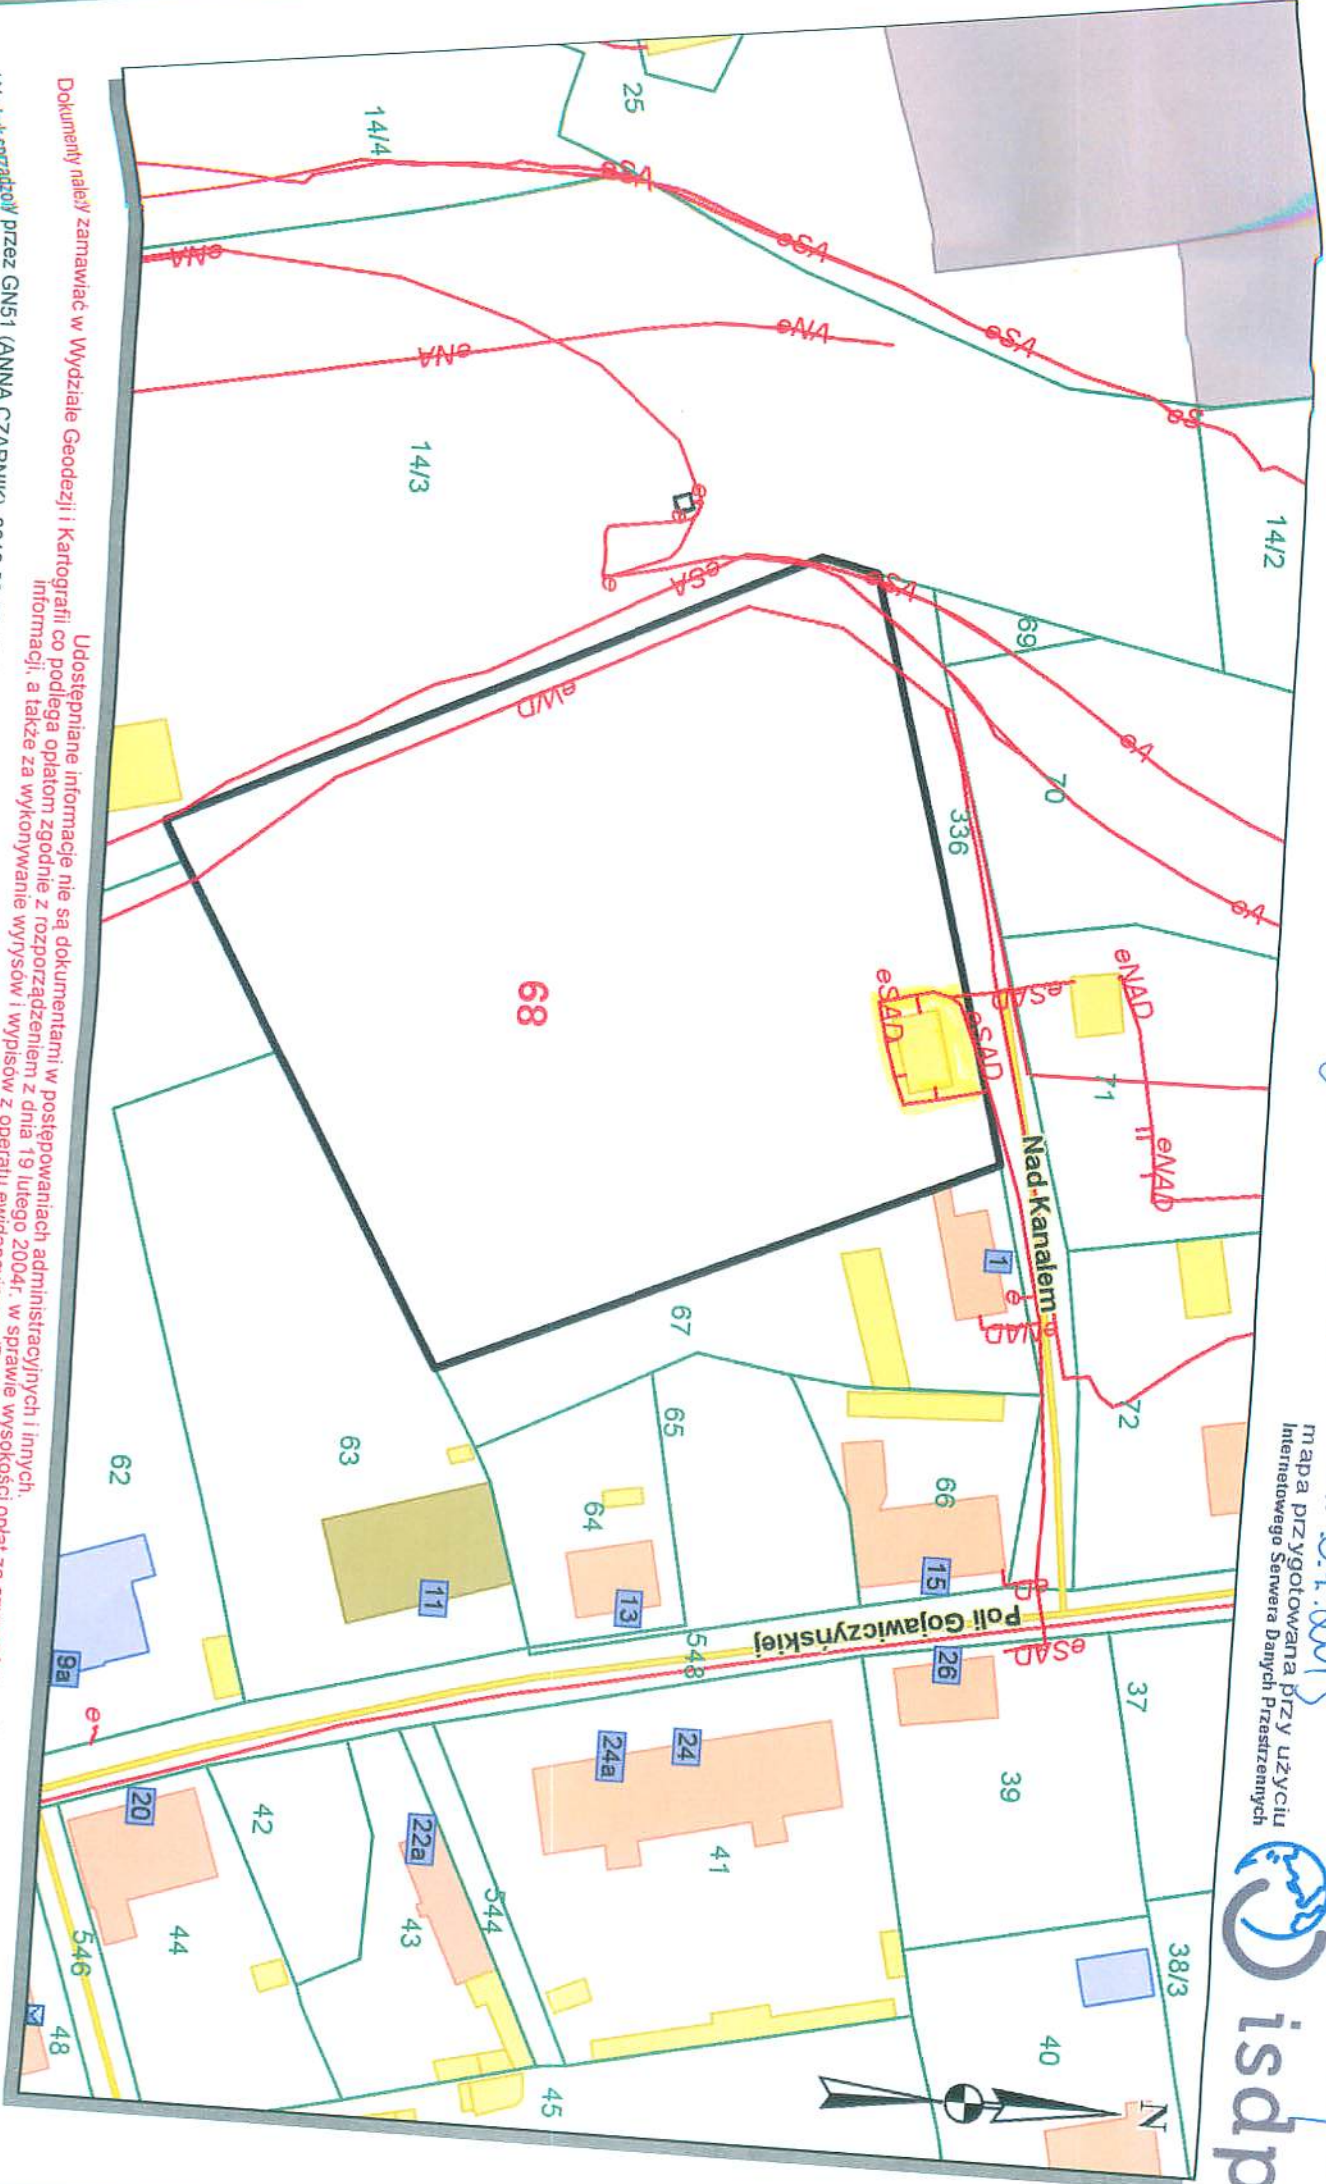 mapa przygotowana przy użyciu
Internetowego Serwera Danych Przestrzennych
isdp
N
14/2
69
70
eA
eA
336
68
14/3
14/4
25
eSA
eSA
eSA
eSA
eSA
eNA
eNA
eNA
eWD
eNAD
eNAD
eSAD
eSAD
eSAD
71
72
Nad Kanałem
1
e
eNAD
67
66
65
64
63
62
15
13
11
9a
Poli Gojawiczyńskiej
548
eSAD
26
24
24a
22a
20
37
38/3
39
40
41
42
43
44
45
48
544
546
Udostępniane informacje nie są dokumentami w postępowaniach administracyjnych i innych.
Dokumenty należy zamawiać w Wydziale Geodezji i Kartografii co podlega opłatom zgodnie z rozporządzeniem z dnia 19 lutego 2004r. w sprawie wysokości opłat za
informacji, a także za wykonywanie wyrysów i wypisów z operatu
przez GN51 (ANNA CZARNIK)